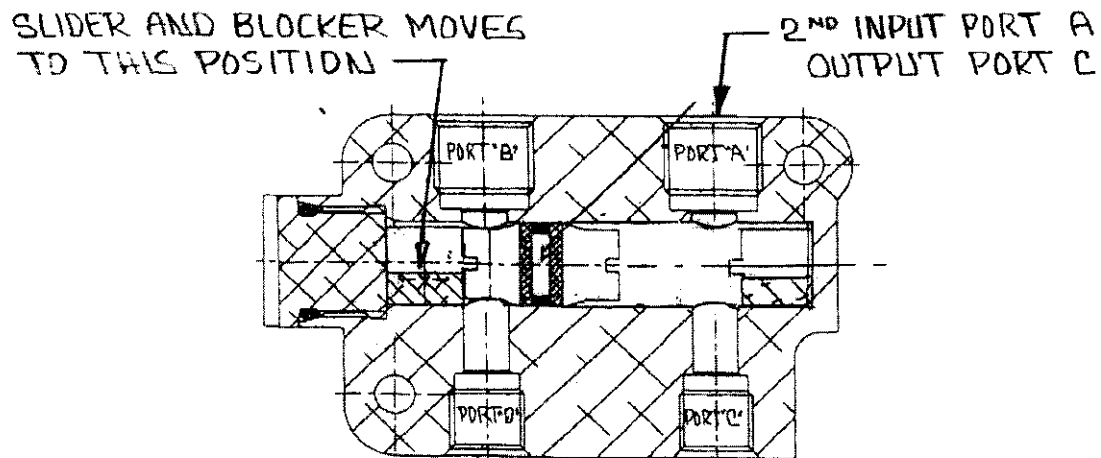 SLIDER AND BLOCKER MOVES
TO THIS POSITION
2ND INPUT PORT A
OUTPUT PORT C
PORT "B"
PORT "A"
PORT "D"
PORT "C"